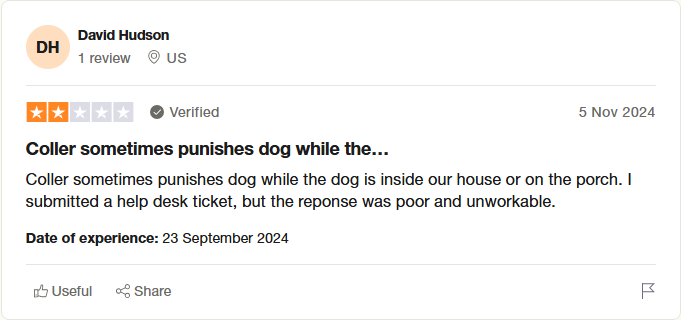 DH
David Hudson
1 review US
Verified 5 Nov 2024
Coller sometimes punishes dog while the…
Coller sometimes punishes dog while the dog is inside our house or on the porch. I
submitted a help desk ticket, but the reponse was poor and unworkable.
Date of experience: 23 September 2024
Useful Share